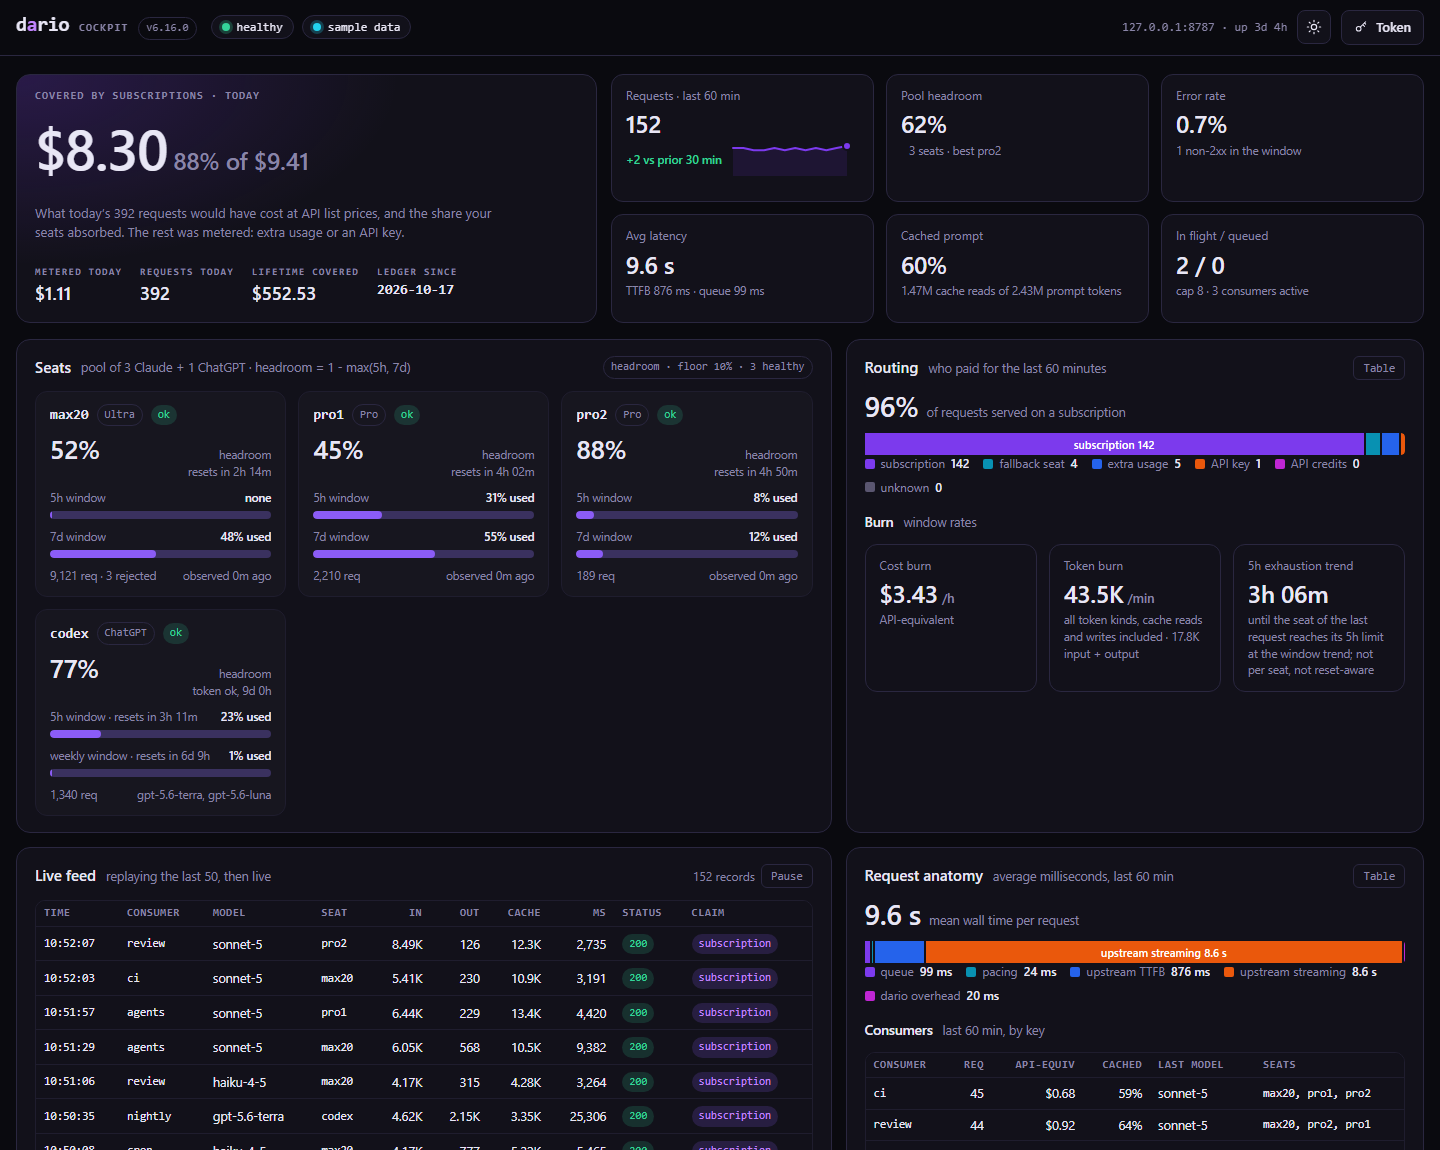 dario COCKPIT v6.16.0 healthy sample data 127.0.0.1:8787 · up 3d 4h Token
COVERED BY SUBSCRIPTIONS · TODAY
$8.30 88% of $9.41
What today's 392 requests would have cost at API list prices, and the share your
seats absorbed. The rest was metered: extra usage or an API key.
METERED TODAY REQUESTS TODAY LIFETIME COVERED LEDGER SINCE
$1.11 392 $552.53 2026-10-17
Requests · last 60 min
152
+2 vs prior 30 min
Pool headroom
62%
3 seats · best pro2
Error rate
0.7%
1 non-2xx in the window
Avg latency
9.6 s
TTFB 876 ms · queue 99 ms
Cached prompt
60%
1.47M cache reads of 2.43M prompt tokens
In flight / queued
2 / 0
cap 8 · 3 consumers active
Seats pool of 3 Claude + 1 ChatGPT · headroom = 1 - max(5h, 7d) headroom · floor 10% · 3 healthy
max20 Ultra ok
52% headroom
resets in 2h 14m
5h window none
7d window 48% used
9,121 req · 3 rejected observed 0m ago
pro1 Pro ok
45% headroom
resets in 4h 02m
5h window 31% used
7d window 55% used
2,210 req observed 0m ago
pro2 Pro ok
88% headroom
resets in 4h 50m
5h window 8% used
7d window 12% used
189 req observed 0m ago
codex ChatGPT ok
77% headroom
token ok, 9d 0h
5h window · resets in 3h 11m 23% used
weekly window · resets in 6d 9h 1% used
1,340 req gpt-5.6-terra, gpt-5.6-luna
Routing who paid for the last 60 minutes Table
96% of requests served on a subscription
subscription 142
subscription 142 fallback seat 4 extra usage 5 API key 1 API credits 0
unknown 0
Burn window rates
Cost burn
$3.43 /h
API-equivalent
Token burn
43.5K /min
all token kinds, cache reads
and writes included · 17.8K
input + output
5h exhaustion trend
3h 06m
until the seat of the last
request reaches its 5h limit
at the window trend; not
per seat, not reset-aware
Live feed replaying the last 50, then live 152 records Pause
TIME CONSUMER MODEL SEAT IN OUT CACHE MS STATUS CLAIM
10:52:07 review sonnet-5 pro2 8.49K 126 12.3K 2,735 200 subscription
10:52:03 ci sonnet-5 max20 5.41K 230 10.9K 3,191 200 subscription
10:51:57 agents sonnet-5 pro1 6.44K 229 13.4K 4,420 200 subscription
10:51:29 agents sonnet-5 max20 6.05K 568 10.5K 9,382 200 subscription
10:51:06 review haiku-4-5 max20 4.17K 315 4.28K 3,264 200 subscription
10:50:35 nightly gpt-5.6-terra codex 4.62K 2.15K 3.35K 25,306 200 subscription
Request anatomy average milliseconds, last 60 min Table
9.6 s mean wall time per request
upstream streaming 8.6 s
queue 99 ms pacing 24 ms upstream TTFB 876 ms upstream streaming 8.6 s
dario overhead 20 ms
Consumers last 60 min, by key
CONSUMER REQ API-EQUIV CACHED LAST MODEL SEATS
ci 45 $0.68 59% sonnet-5 max20, pro1, pro2
review 44 $0.92 64% sonnet-5 max20, pro2, pro1